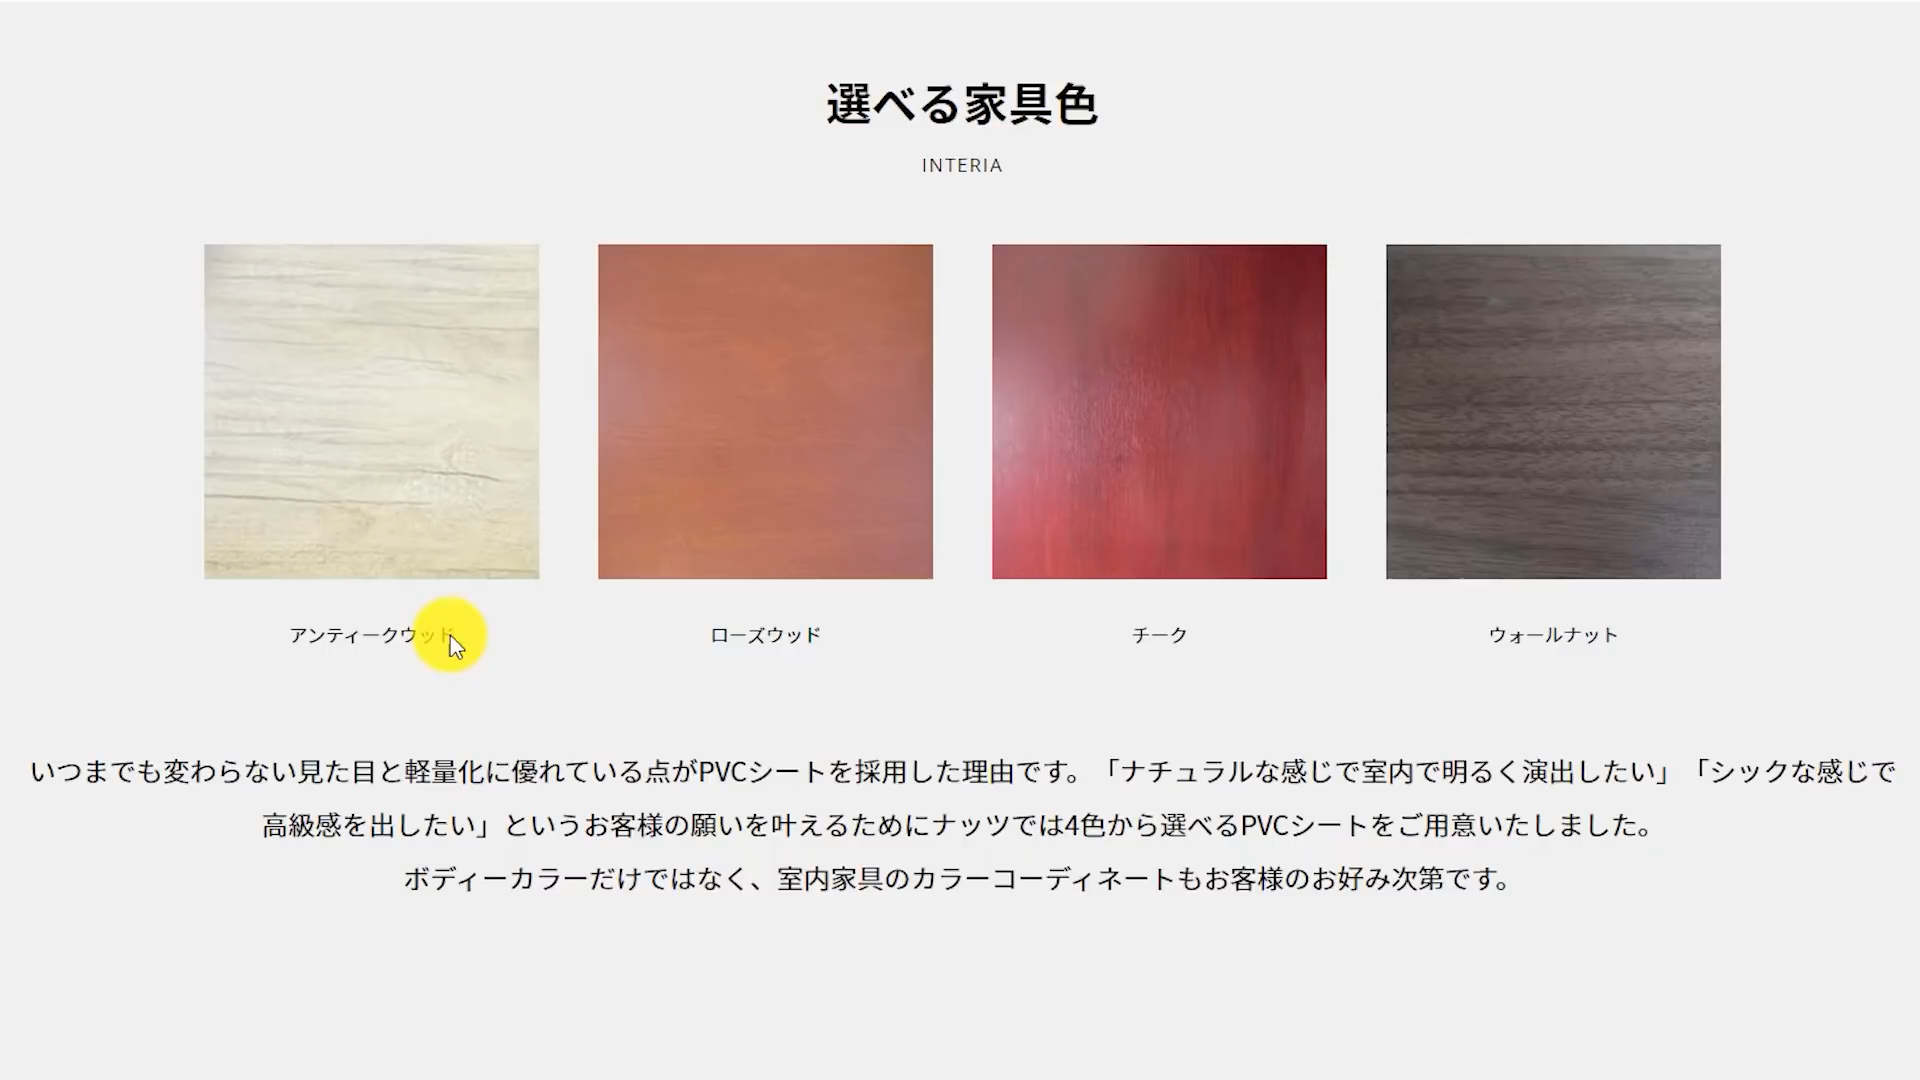 選べる家具色
INTERIA
アンティークウッド
ローズウッド
チーク
ウォールナット
いつまでも変わらない見た目と軽量化に優れている点がPVCシートを採用した理由です。「ナチュラルな感じで室内で明るく演出したい」「シックな感じで
高級感を出したい」というお客様の願いを叶えるためにナッツでは4色から選べるPVCシートをご用意いたしました。
ボディーカラーだけではなく、室内家具のカラーコーディネートもお客様のお好み次第です。